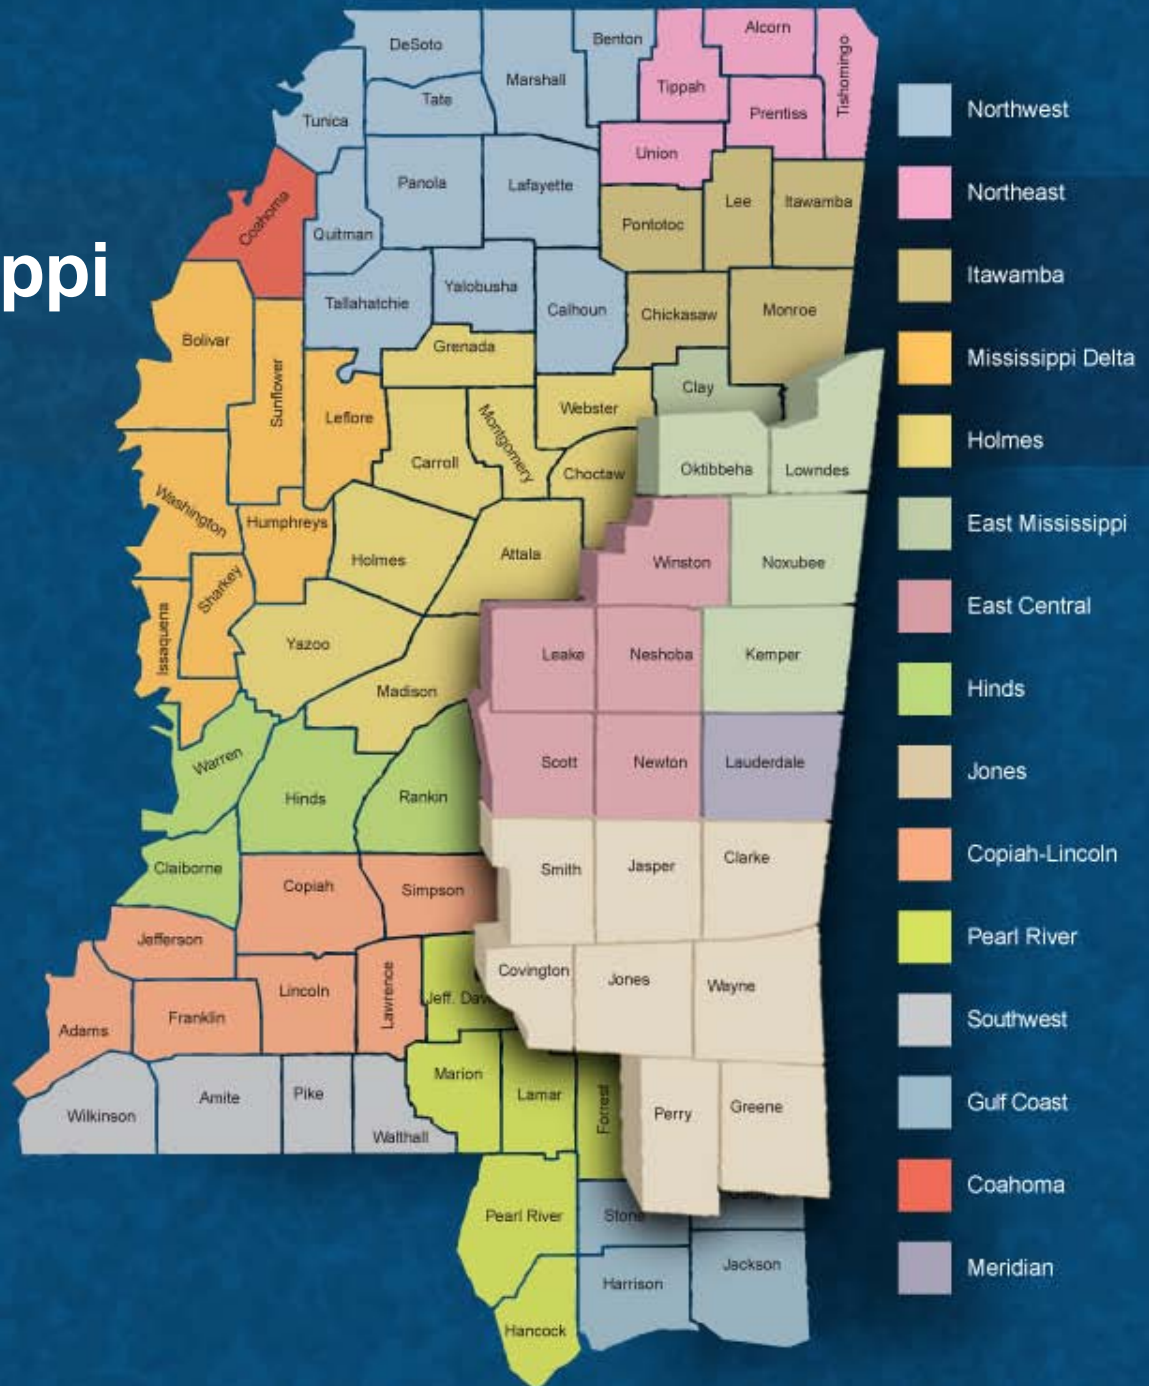 ppi
DeSoto
Marshall
Benton
Alcorn
Tishomingo
Tippah
Prentiss
Tate
Tunica
Union
Panola
Lafayette
Coahoma
Quitman
Pontotoc
Lee
Itawamba
Tallahatchie
Yalobusha
Calhoun
Chickasaw
Monroe
Bolivar
Sunflower
Grenada
Leflore
Clay
Webster
Montgomery
Carroll
Choctaw
Oktibbeha
Lowndes
Washington
Humphreys
Holmes
Attala
Winston
Noxubee
Sharkey
Issaquena
Yazoo
Leake
Neshoba
Kemper
Madison
Warren
Hinds
Rankin
Scott
Newton
Lauderdale
Claiborne
Copiah
Simpson
Smith
Jasper
Clarke
Jefferson
Lincoln
Lawrence
Jeff. Dav
Covington
Jones
Wayne
Adams
Franklin
Wilkinson
Amite
Pike
Walthall
Marion
Lamar
Forrest
Perry
Greene
Pearl River
Stone
Harrison
Jackson
Hancock
Northwest
Northeast
Itawamba
Mississippi Delta
Holmes
East Mississippi
East Central
Hinds
Jones
Copiah-Lincoln
Pearl River
Southwest
Gulf Coast
Coahoma
Meridian